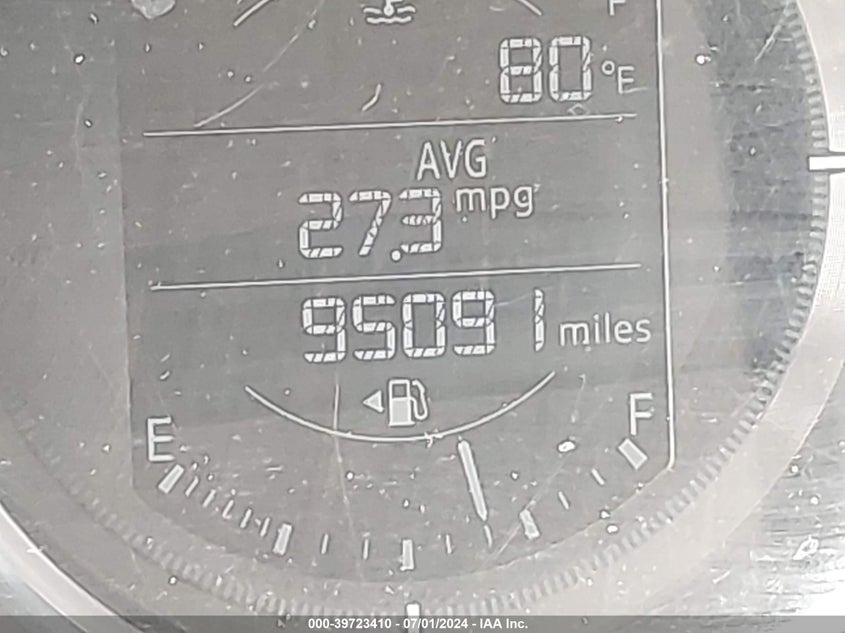 F
80 °F
AVG
27.3 mpg
95091 miles
E F
000-39723410 - 07/01/2024 - IAA Inc.